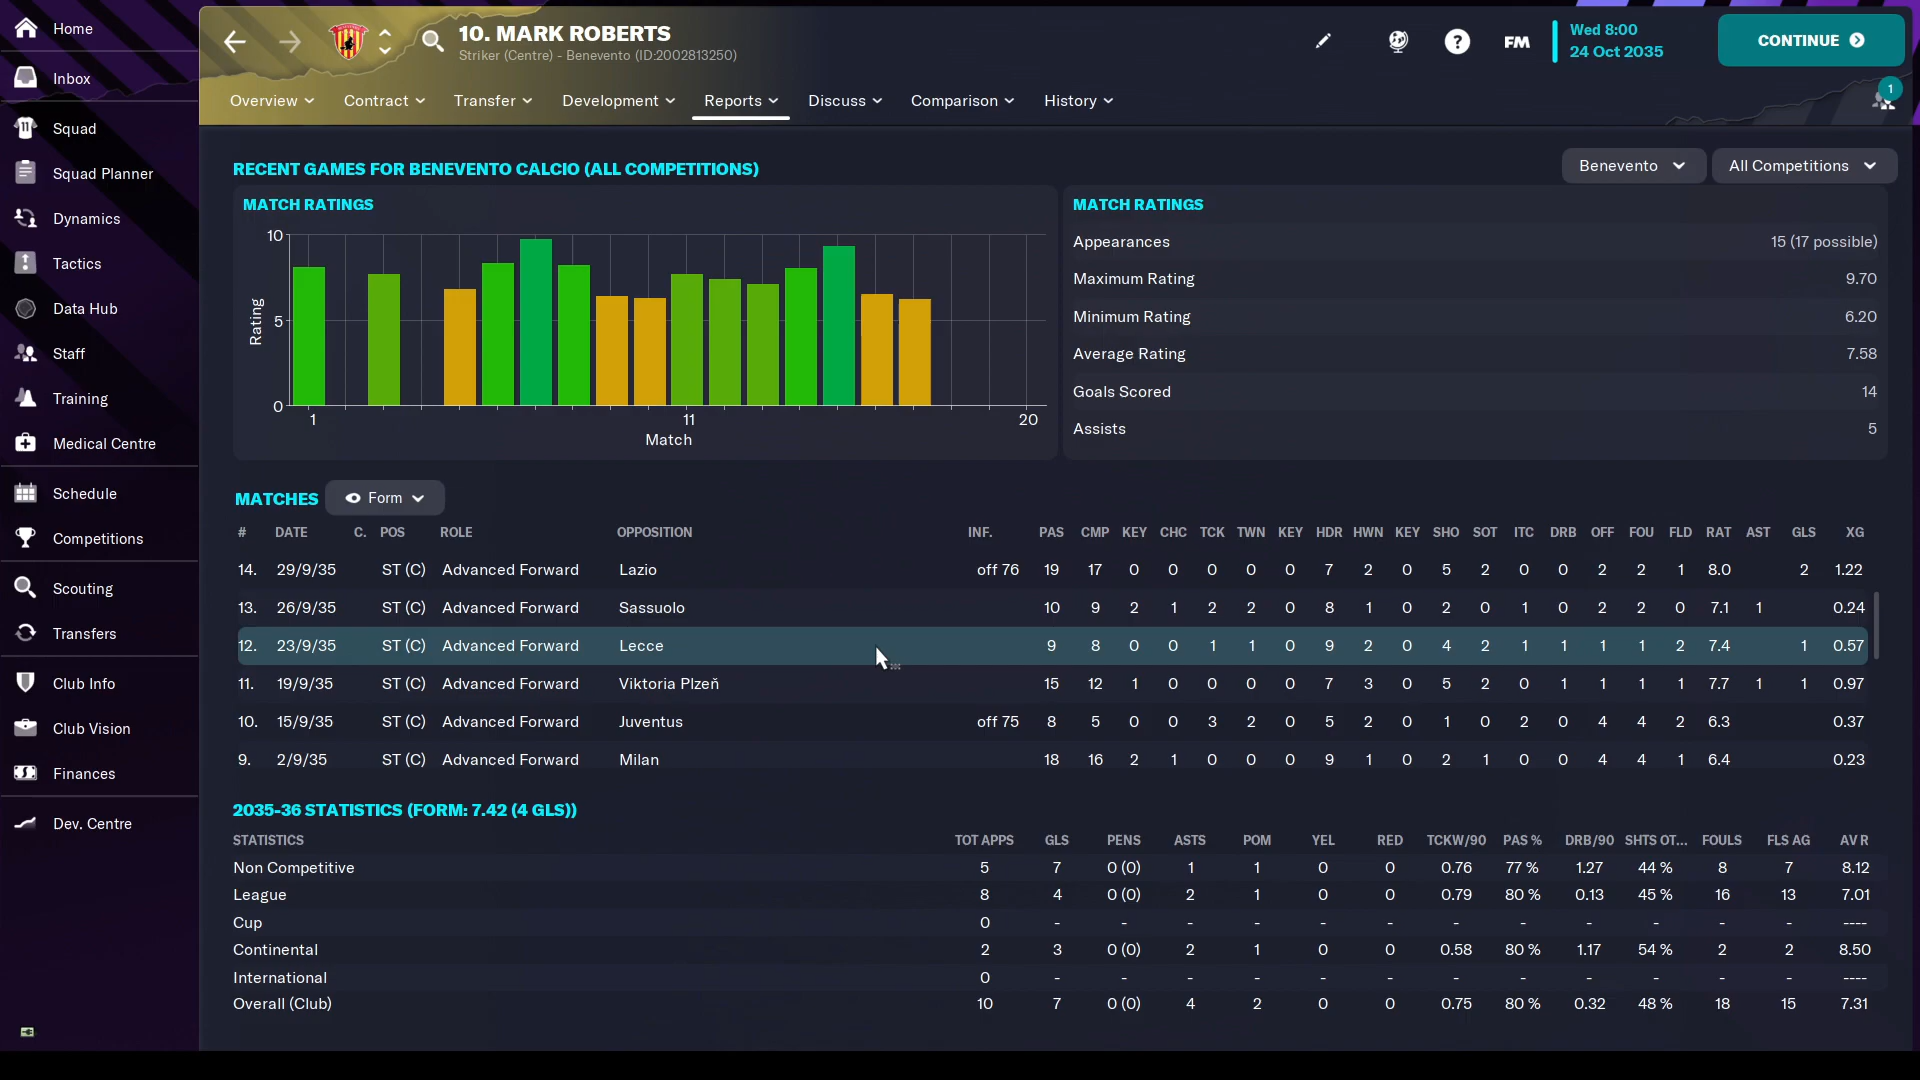 Home
Inbox
Squad
Squad Planner
Dynamics
Tactics
Data Hub
Staff
Training
Medical Centre
Schedule
Competitions
Scouting
Transfers
Club Info
Club Vision
Finances
Dev. Centre
10. MARK ROBERTS
Striker (Centre) - Benevento (ID:2002813250)
? FM
Wed 8:00
24 Oct 2035
CONTINUE
1
Overview Contract Transfer Development Reports Discuss Comparison History
RECENT GAMES FOR BENEVENTO CALCIO (ALL COMPETITIONS)
Benevento All Competitions
MATCH RATINGS
10
5
0
Rating
1 11 20
Match
MATCH RATINGS
Appearances 15 (17 possible)
Maximum Rating 9.70
Minimum Rating 6.20
Average Rating 7.58
Goals Scored 14
Assists 5
MATCHES Form
# DATE C. POS ROLE OPPOSITION INF. PAS CMP KEY CHC TCK TWN KEY HDR HWN KEY SHO SOT ITC DRB OFF FOU FLD RAT AST GLS XG
14. 29/9/35 ST (C) Advanced Forward Lazio off 76 19 17 0 0 0 0 0 7 2 0 5 2 0 0 2 2 1 8.0 2 1.22
13. 26/9/35 ST (C) Advanced Forward Sassuolo 10 9 2 1 2 2 0 8 1 0 2 0 1 0 2 2 0 7.1 1 0.24
12. 23/9/35 ST (C) Advanced Forward Lecce 9 8 0 0 1 1 0 9 2 0 4 2 1 1 1 1 2 7.4 1 0.57
11. 19/9/35 ST (C) Advanced Forward Viktoria Plzeň 15 12 1 0 0 0 0 7 3 0 5 2 0 1 1 1 1 7.7 1 1 0.97
10. 15/9/35 ST (C) Advanced Forward Juventus off 75 8 5 0 0 3 2 0 5 2 0 1 0 2 0 4 4 2 6.3 0.37
9. 2/9/35 ST (C) Advanced Forward Milan 18 16 2 1 0 0 0 9 1 0 2 1 0 0 4 4 1 6.4 0.23
2035-36 STATISTICS (FORM: 7.42 (4 GLS))
STATISTICS TOT APPS GLS PENS ASTS POM YEL RED TCKW/90 PAS % DRB/90 SHTS OT... FOULS FLS AG AV R
Non Competitive 5 7 0 (0) 1 1 0 0 0.76 77 % 1.27 44 % 8 7 8.12
League 8 4 0 (0) 2 1 0 0 0.79 80 % 0.13 45 % 16 13 7.01
Cup 0 - - - - - - - - - - - - ----
Continental 2 3 0 (0) 2 1 0 0 0.58 80 % 1.17 54 % 2 2 8.50
International 0 - - - - - - - - - - - - ----
Overall (Club) 10 7 0 (0) 4 2 0 0 0.75 80 % 0.32 48 % 18 15 7.31